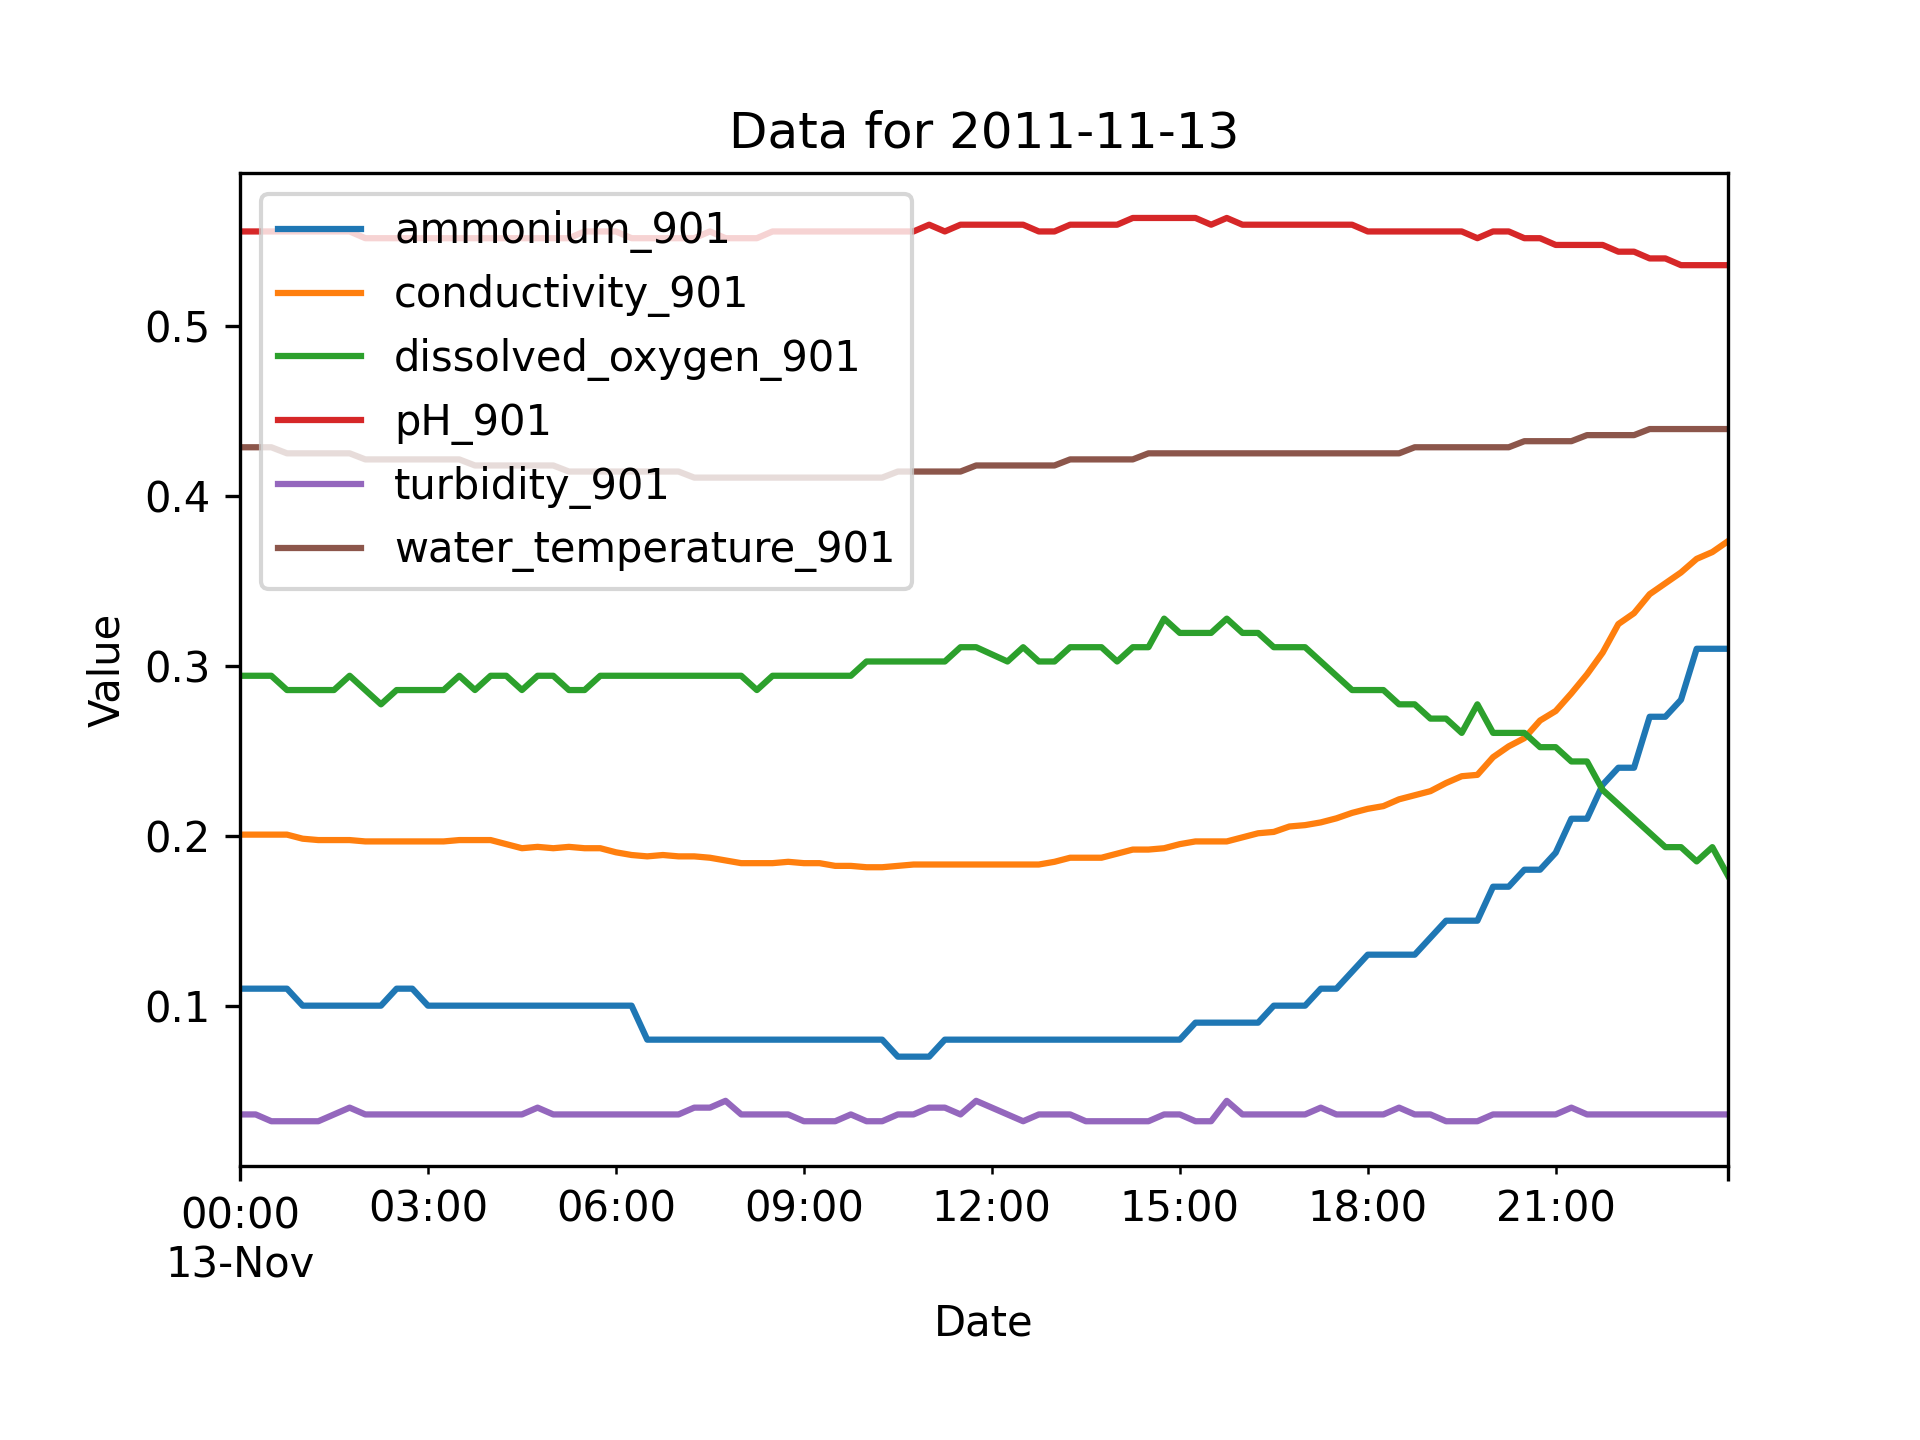 Data for 2011-11-13
ammonium_901
conductivity_901
dissolved_oxygen_901
pH_901
turbidity_901
water_temperature_901
Value
0.5
0.4
0.3
0.2
0.1
00:00 03:00 06:00 09:00 12:00 15:00 18:00 21:00
13-Nov
Date